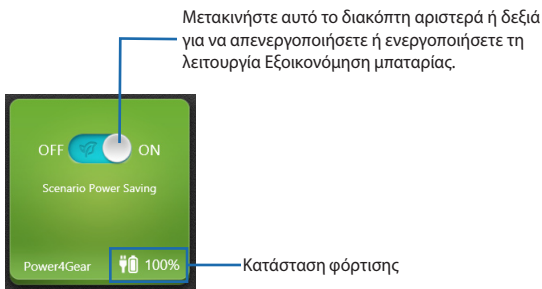 Μετακινήστε αυτό το διακόπτη αριστερά ή δεξιά
για να απενεργοποιήσετε ή ενεργοποιήσετε τη
λειτουργία Εξοικονόμηση μπαταρίας.
OFF ON
Scenario Power Saving
Power4Gear 100%
Κατάσταση φόρτισης